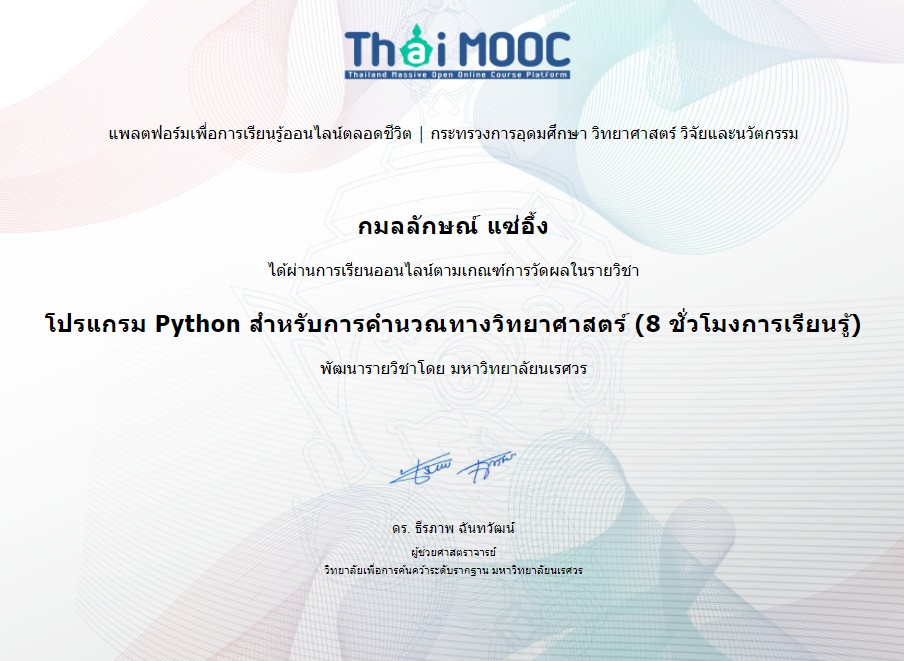 Thai MOOC
Thailand Massive Open Online Course Platform
แพลตฟอร์มเพื่อการเรียนรู้ออนไลน์ตลอดชีวิต | กระทรวงการอุดมศึกษา วิทยาศาสตร์ วิจัยและนวัตกรรม
กมลลักษณ์ แซ่อึ้ง
ได้ผ่านการเรียนออนไลน์ตามเกณฑ์การวัดผลในรายวิชา
โปรแกรม Python สำหรับการคำนวณทางวิทยาศาสตร์ (8 ชั่วโมงการเรียนรู้)
พัฒนารายวิชาโดย มหาวิทยาลัยนเรศวร
ดร. ธีรภาพ ฉันทวัฒน์
ผู้ช่วยศาสตราจารย์
วิทยาลัยเพื่อการค้นคว้าระดับรากฐาน มหาวิทยาลัยนเรศวร